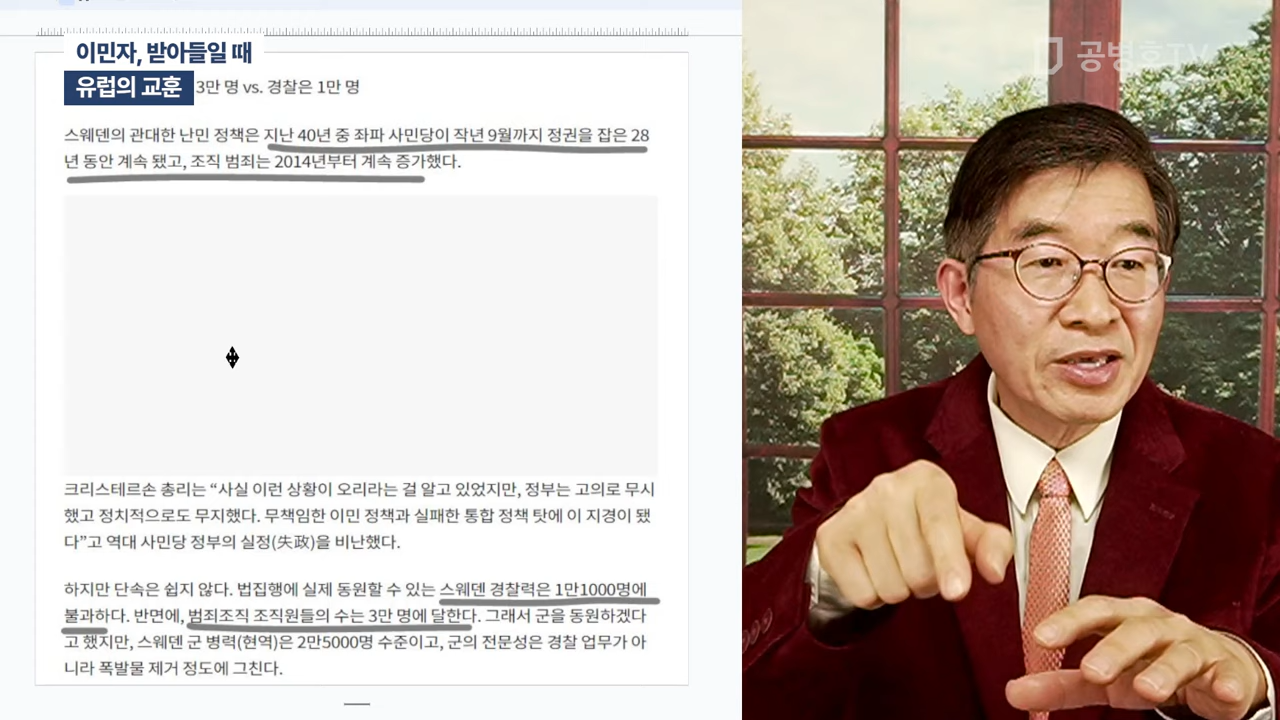 이민자, 받아들일 때
유럽의 교훈
3만 명 vs. 경찰은 1만 명
스웨덴의 관대한 난민 정책은 지난 40년 중 좌파 사민당이 작년 9월까지 정권을 잡은 28
년 동안 계속 됐고, 조직 범죄는 2014년부터 계속 증가했다.
크리스테르손 총리는 “사실 이런 상황이 오리라는 걸 알고 있었지만, 정부는 고의로 무시
했고 정치적으로도 무지했다. 무책임한 이민 정책과 실패한 통합 정책 탓에 이 지경이 됐
다”고 역대 사민당 정부의 실정(失政)을 비난했다.
하지만 단속은 쉽지 않다. 법집행에 실제 동원할 수 있는 스웨덴 경찰력은 1만1000명에
불과하다. 반면에, 범죄조직 조직원들의 수는 3만 명에 달한다. 그래서 군을 동원하겠다
고 했지만, 스웨덴 군 병력(현역)은 2만5000명 수준이고, 군의 전문성은 경찰 업무가 아
니라 폭발물 제거 정도에 그친다.
공병호TV